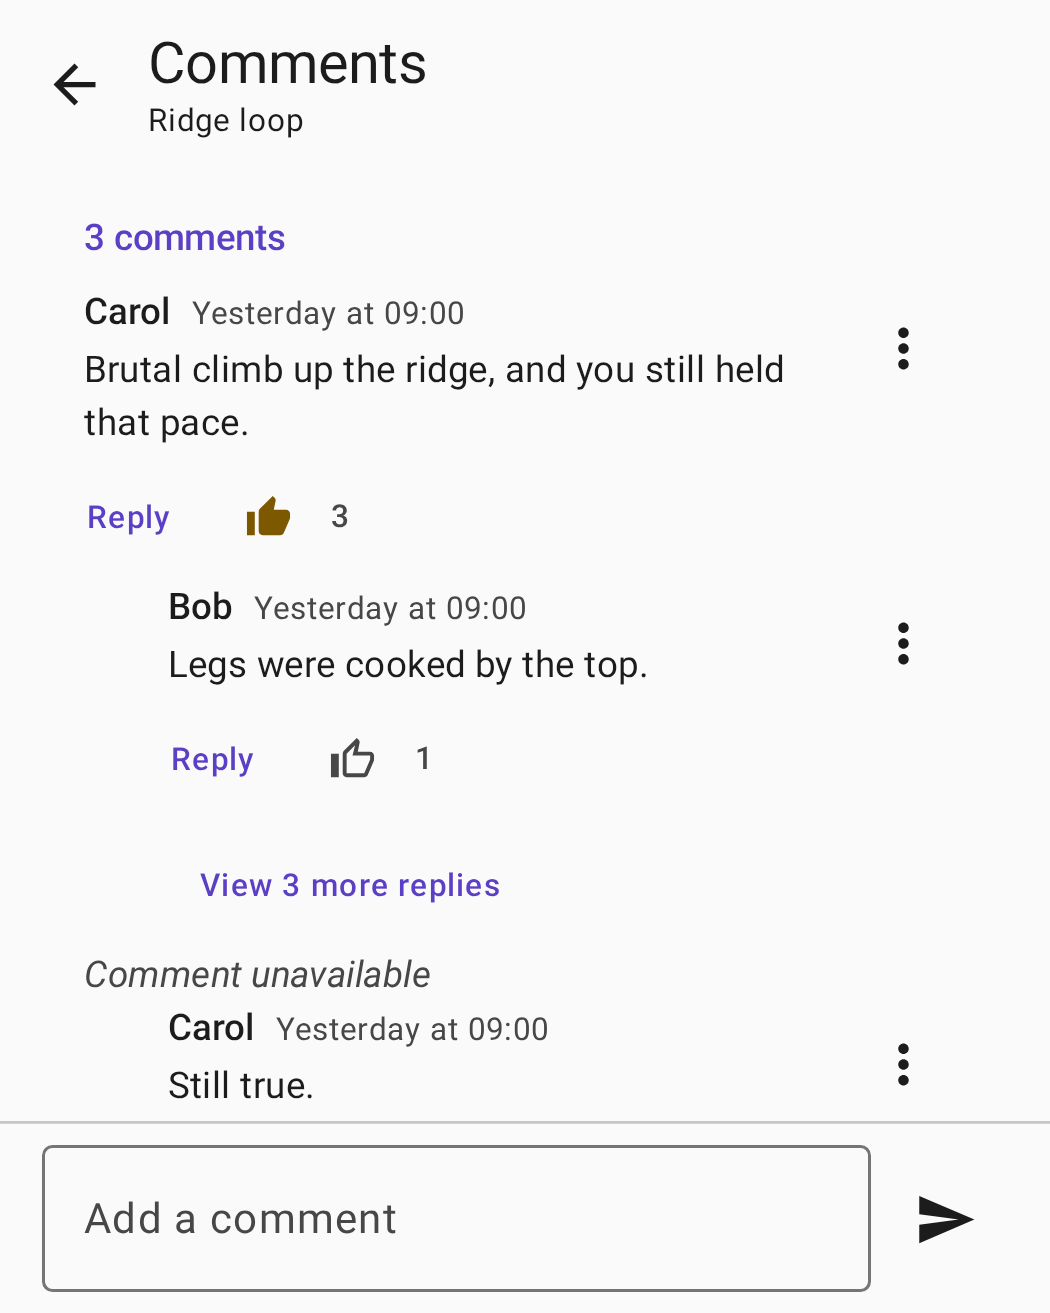 Comments
Ridge loop
3 comments
Carol Yesterday at 09:00
Brutal climb up the ridge, and you still held
that pace.
Reply 3
Bob Yesterday at 09:00
Legs were cooked by the top.
Reply 1
View 3 more replies
Comment unavailable
Carol Yesterday at 09:00
Still true.
Add a comment